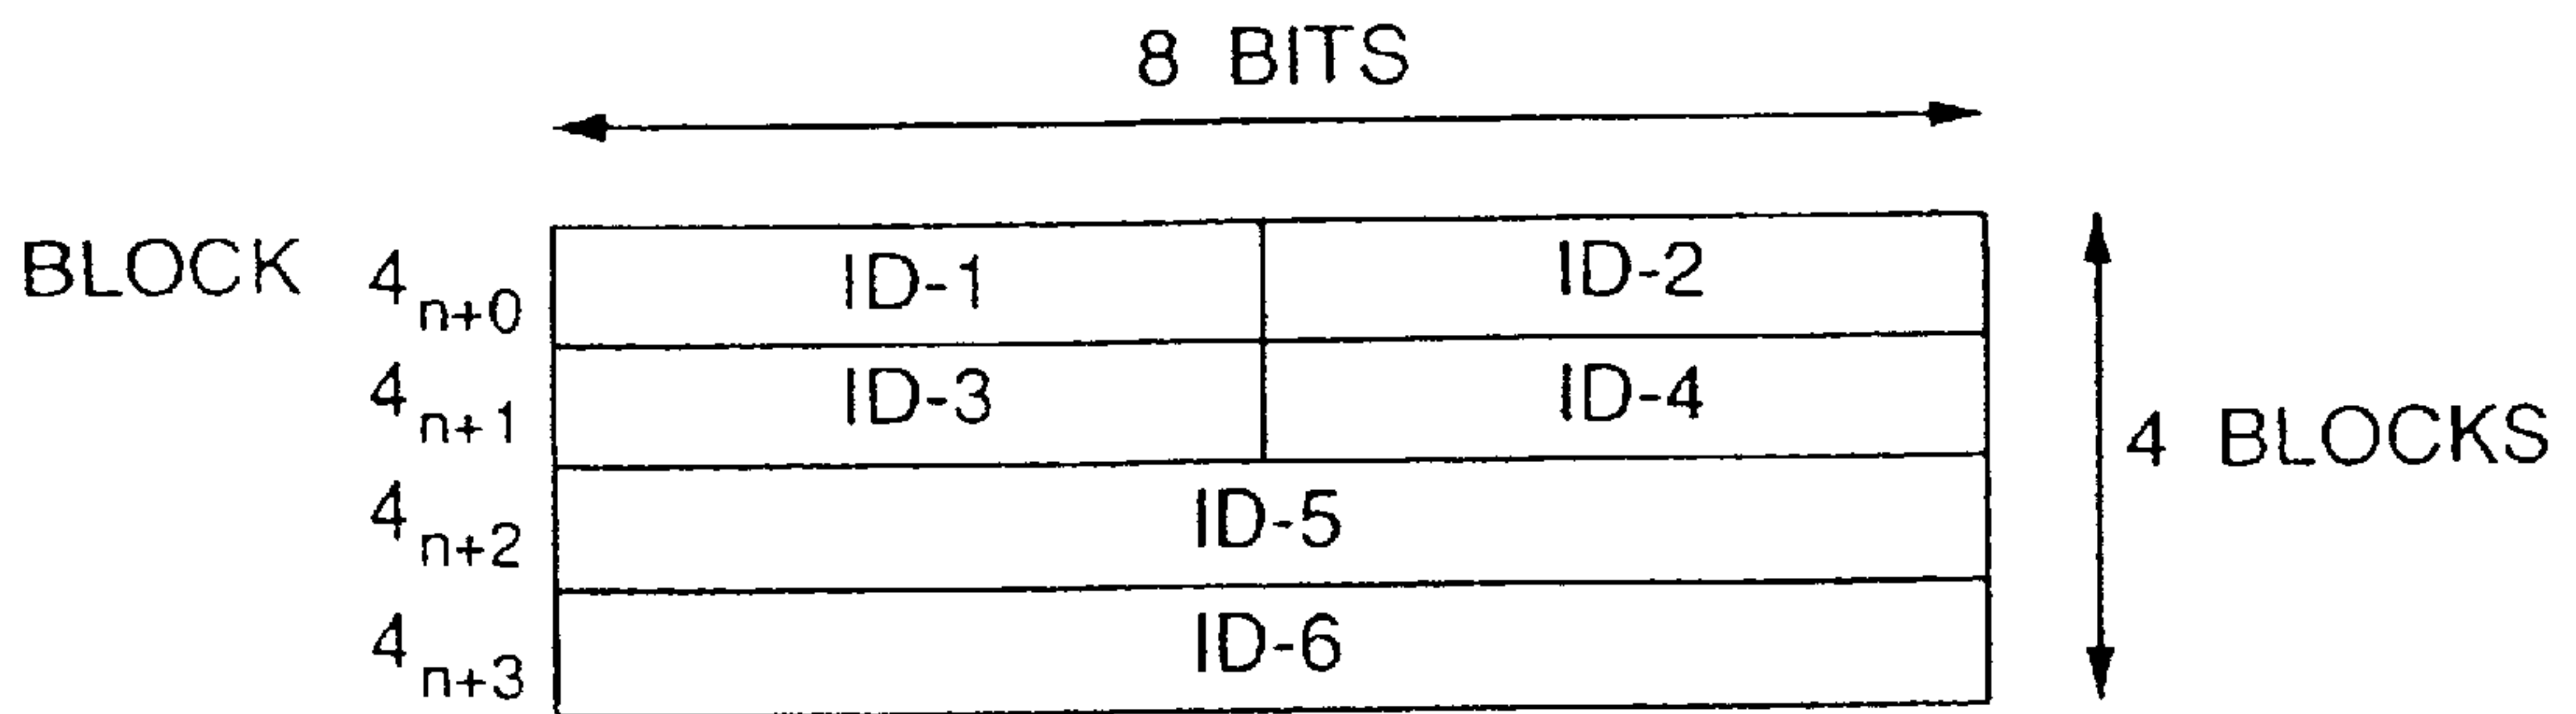 8 BITS
BLOCK 4n+0 ID-1 ID-2
4n+1 ID-3 ID-4
4 BLOCKS
4n+2 ID-5
4n+3 ID-6